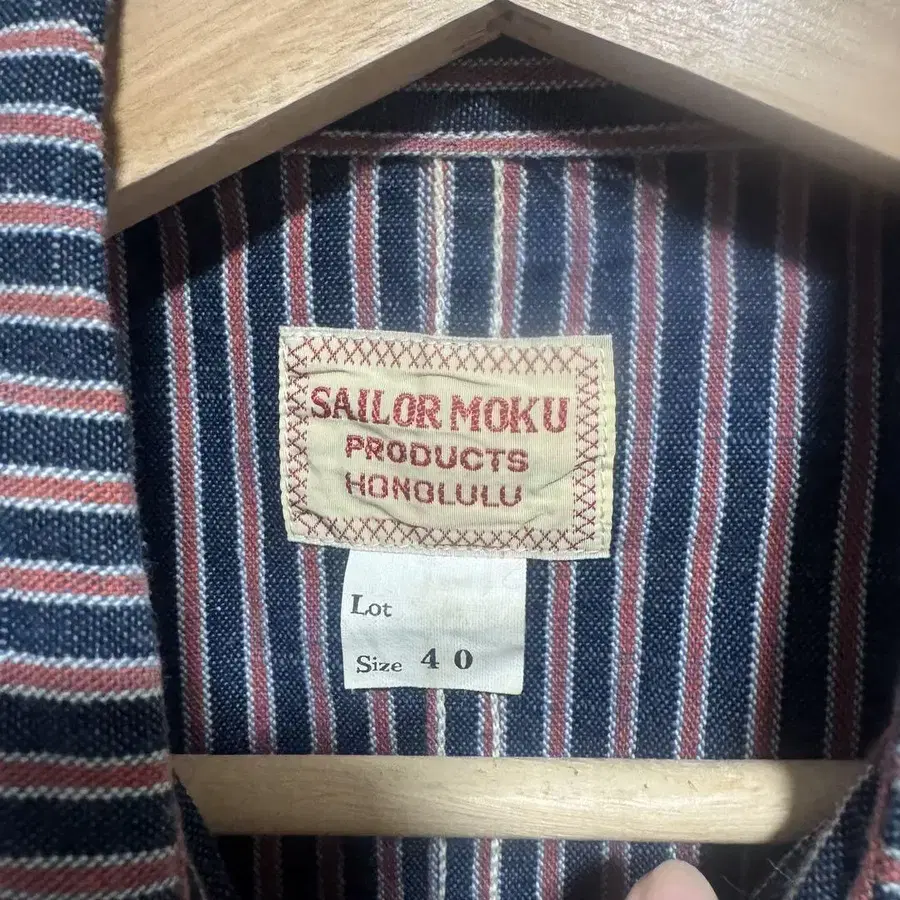 SAILOR MOKU
PRODUCTS
HONOLULU
Lot
Size 40